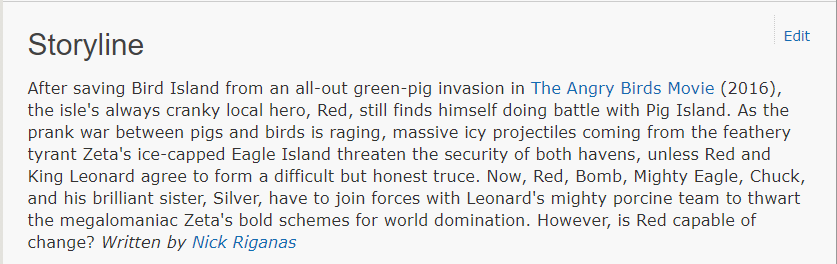 Storyline
Edit
After saving Bird Island from an all-out green-pig invasion in The Angry Birds Movie (2016),
the isle's always cranky local hero, Red, still finds himself doing battle with Pig Island. As the
prank war between pigs and birds is raging, massive icy projectiles coming from the feathery
tyrant Zeta's ice-capped Eagle Island threaten the security of both havens, unless Red and
King Leonard agree to form a difficult but honest truce. Now, Red, Bomb, Mighty Eagle, Chuck,
and his brilliant sister, Silver, have to join forces with Leonard's mighty porcine team to thwart
the megalomaniac Zeta's bold schemes for world domination. However, is Red capable of
change? Written by Nick Riganas